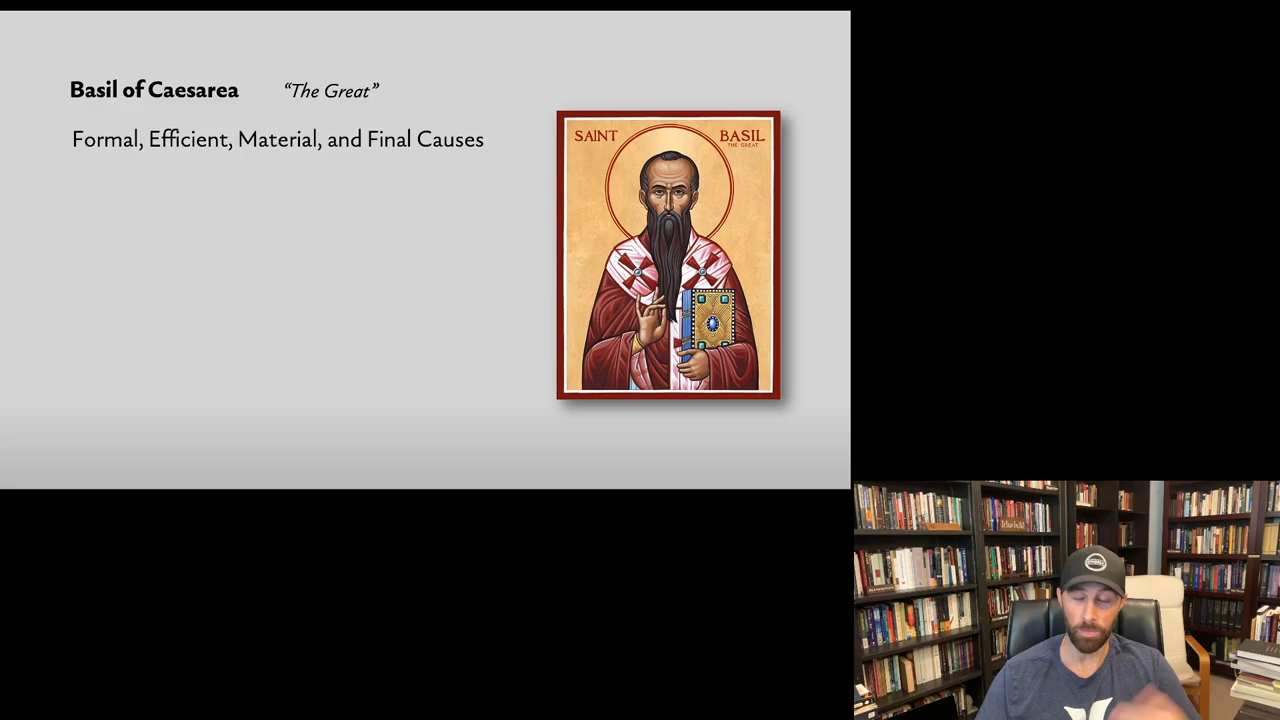 Basil of Caesarea “The Great”
Formal, Efficient, Material, and Final Causes
SAINT BASIL
THE GREAT